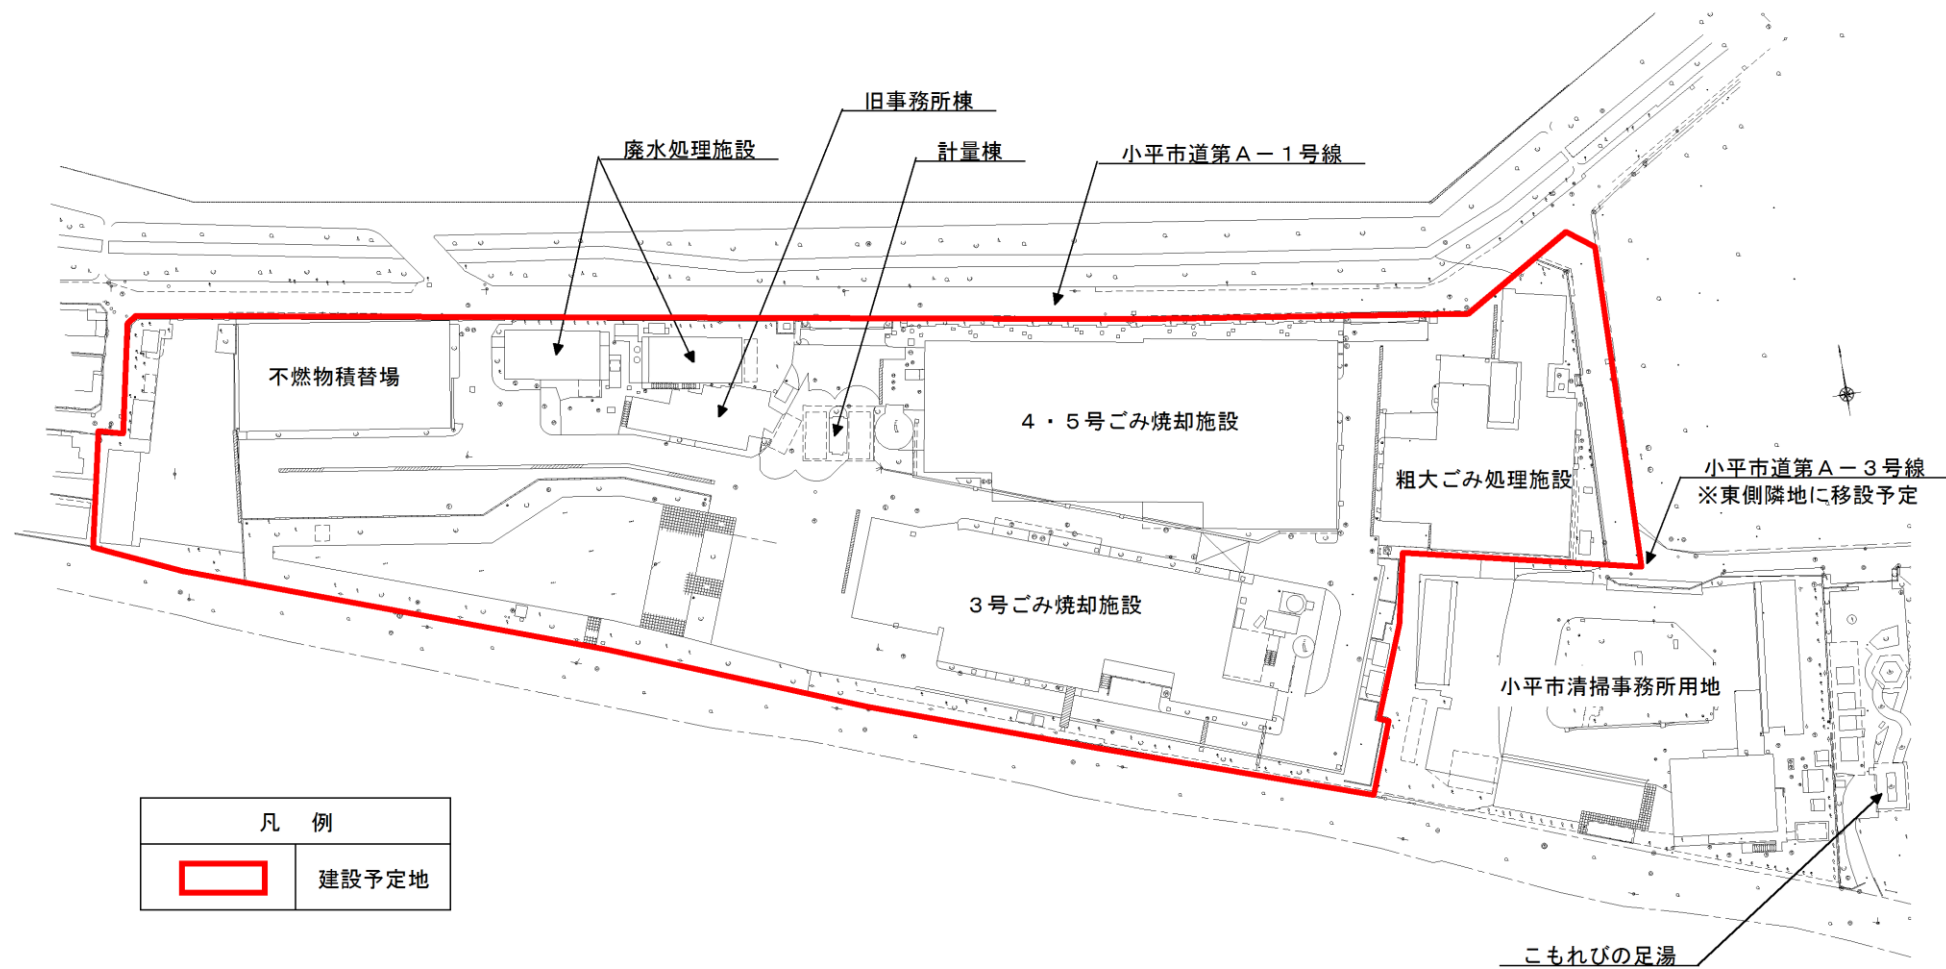 旧事務所棟
廃水処理施設
計量棟
小平市道第A－1号線
不燃物積替場
4・5号ごみ焼却施設
粗大ごみ処理施設
小平市道第A－3号線
※東側隣地に移設予定
3号ごみ焼却施設
小平市清掃事務所用地
凡 例
建設予定地
こもれびの足湯